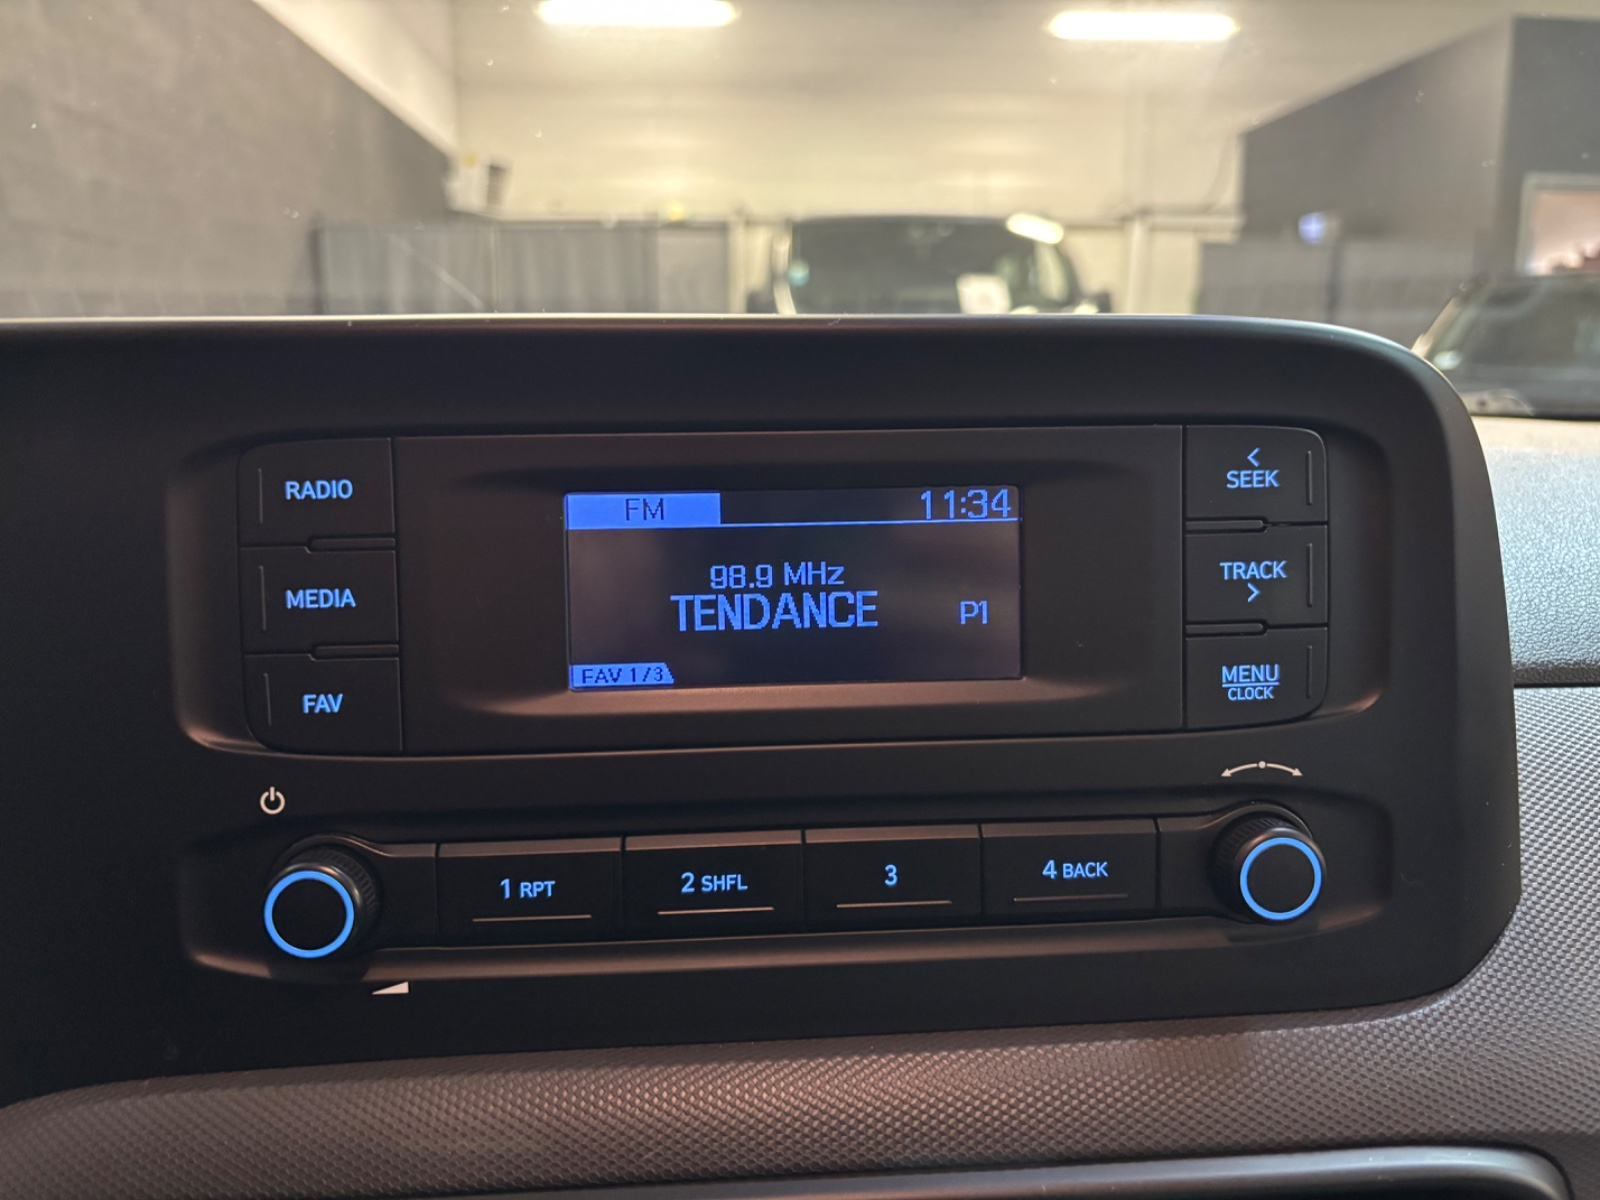 RADIO
MEDIA
FAV
FM 11:34
98.9 MHz
TENDANCE P1
FAV 1/3
<
SEEK
TRACK
>
MENU
CLOCK
1 RPT
2 SHFL
3
4 BACK